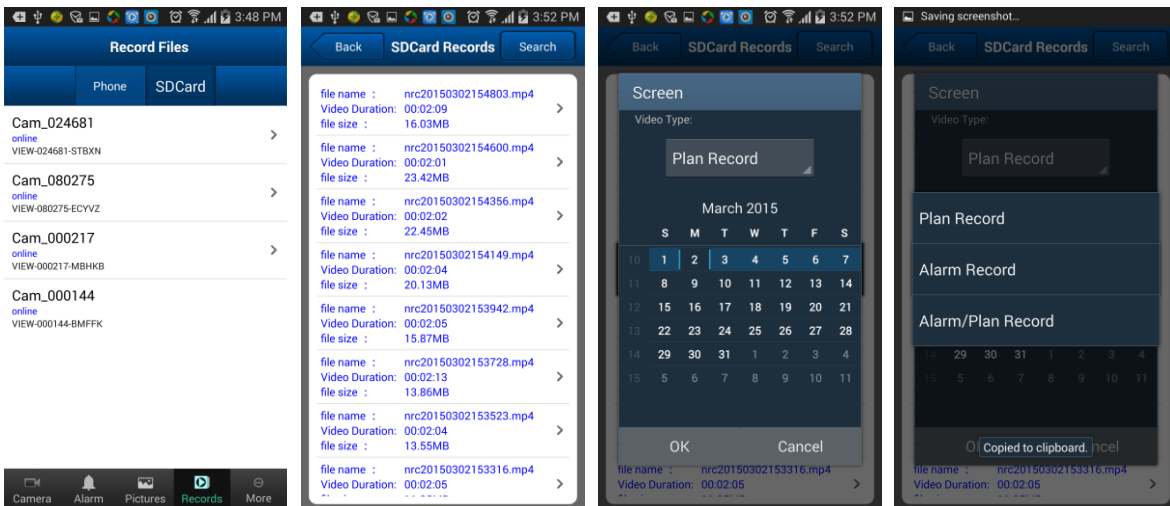 3:48 PM
Record Files
Phone SDCard
Cam_024681
online
VIEW-024681-STBXN
Cam_080275
online
VIEW-080275-ECYVZ
Cam_000217
online
VIEW-000217-MBHKB
Cam_000144
online
VIEW-000144-BMFFK
Camera Alarm Pictures Records More
3:52 PM
Back SDCard Records Search
file name : nrc20150302154803.mp4
Video Duration: 00:02:09
file size : 16.03MB
file name : nrc20150302154600.mp4
Video Duration: 00:02:01
file size : 23.42MB
file name : nrc20150302154356.mp4
Video Duration: 00:02:02
file size : 22.45MB
file name : nrc20150302154149.mp4
Video Duration: 00:02:04
file size : 20.13MB
file name : nrc20150302153942.mp4
Video Duration: 00:02:05
file size : 15.87MB
file name : nrc20150302153728.mp4
Video Duration: 00:02:13
file size : 13.86MB
file name : nrc20150302153523.mp4
Video Duration: 00:02:04
file size : 13.55MB
file name : nrc20150302153316.mp4
Video Duration: 00:02:05
3:52 PM
Back SDCard Records Search
Screen
Video Type:
Plan Record
March 2015
S M T W T F S
10 1 2 3 4 5 6 7
11 8 9 10 11 12 13 14
12 15 16 17 18 19 20 21
13 22 23 24 25 26 27 28
14 29 30 31 1 2 3 4
15 5 6 7 8 9 10 11
OK Cancel
file name : nrc20150302153316.mp4
Video Duration: 00:02:05
Saving screenshot...
Back SDCard Records Search
Screen
Video Type:
Plan Record
Plan Record
Alarm Record
Alarm/Plan Record
14 29 30 31 1 2 3 4
15 5 6 7 8 9 10 11
Copied to clipboard.
file name : nrc20150302153316.mp4
Video Duration: 00:02:05